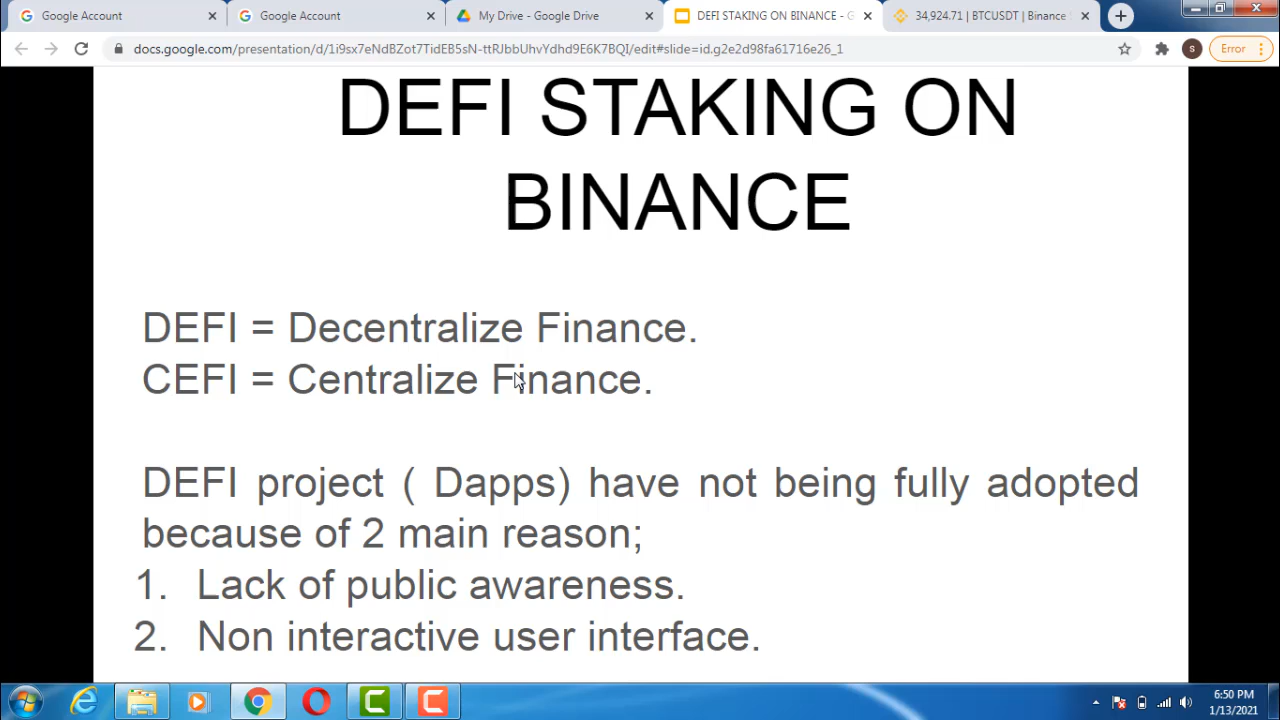 Google Account
Google Account
My Drive - Google Drive
DEFI STAKING ON BINANCE - G
34,924.71 | BTCUSDT | Binance S
docs.google.com/presentation/d/1i9sx7eNdBZot7TidEB5sN-ttRJbbUhvYdhd9E6K7BQI/edit#slide=id.g2e2d98fa61716e26_1
s
Error
DEFI STAKING ON
BINANCE
DEFI = Decentralize Finance.
CEFI = Centralize Finance.
DEFI project ( Dapps) have not being fully adopted
because of 2 main reason;
1. Lack of public awareness.
2. Non interactive user interface.
6:50 PM
1/13/2021